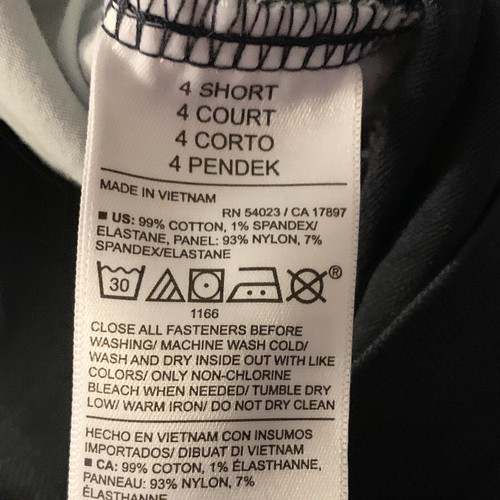 4 SHORT
4 COURT
4 CORTO
4 PENDEK
MADE IN VIETNAM
RN 54023 / CA 17897
■ US: 99% COTTON, 1% SPANDEX/
ELASTANE, PANEL: 93% NYLON, 7%
SPANDEX/ELASTANE
30
®
1166
CLOSE ALL FASTENERS BEFORE
WASHING/ MACHINE WASH COLD/
WASH AND DRY INSIDE OUT WITH LIKE
COLORS/ ONLY NON-CHLORINE
BLEACH WHEN NEEDED/ TUMBLE DRY
LOW/ WARM IRON/ DO NOT DRY CLEAN
HECHO EN VIETNAM CON INSUMOS
IMPORTADOS/ DIBUAT DI VIETNAM
■ CA: 99% COTON, 1% ÉLASTHANNE,
PANNEAU: 93% NYLON, 7%
ÉLASTHANNE